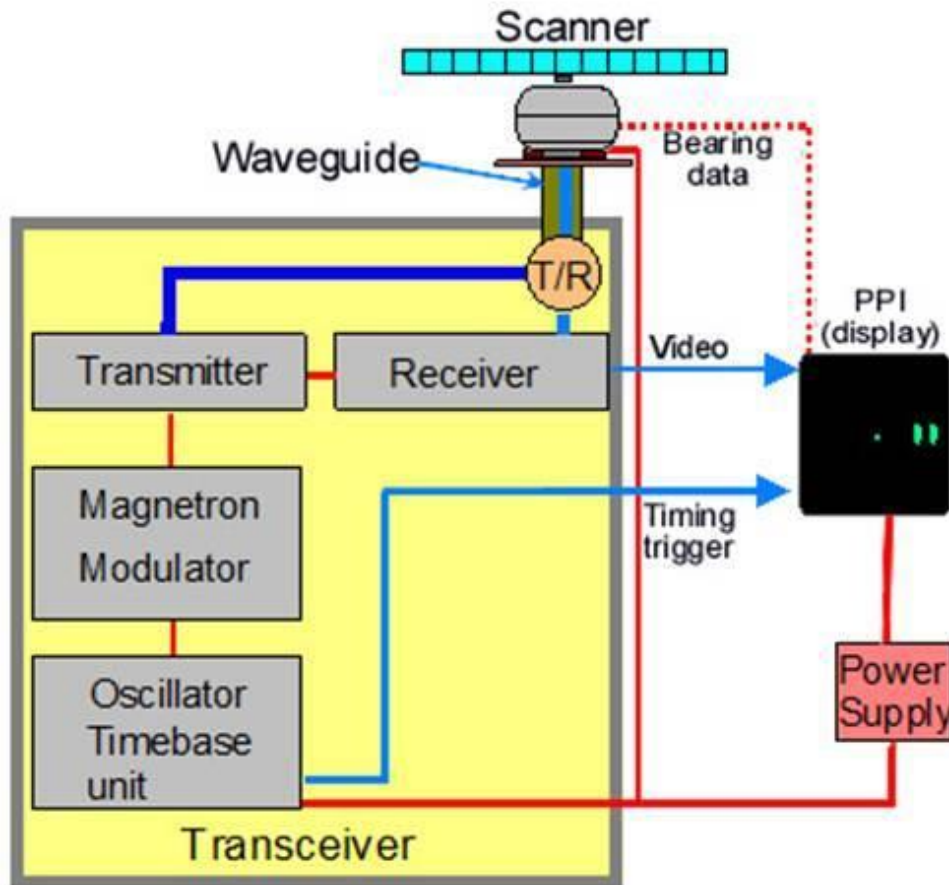 Scanner
Waveguide
Bearing
data
T/R
PPI
(display)
Transmitter
Receiver
Video
Magnetron
Modulator
Timing
trigger
Oscillator
Timebase
unit
Power
Supply
Transceiver